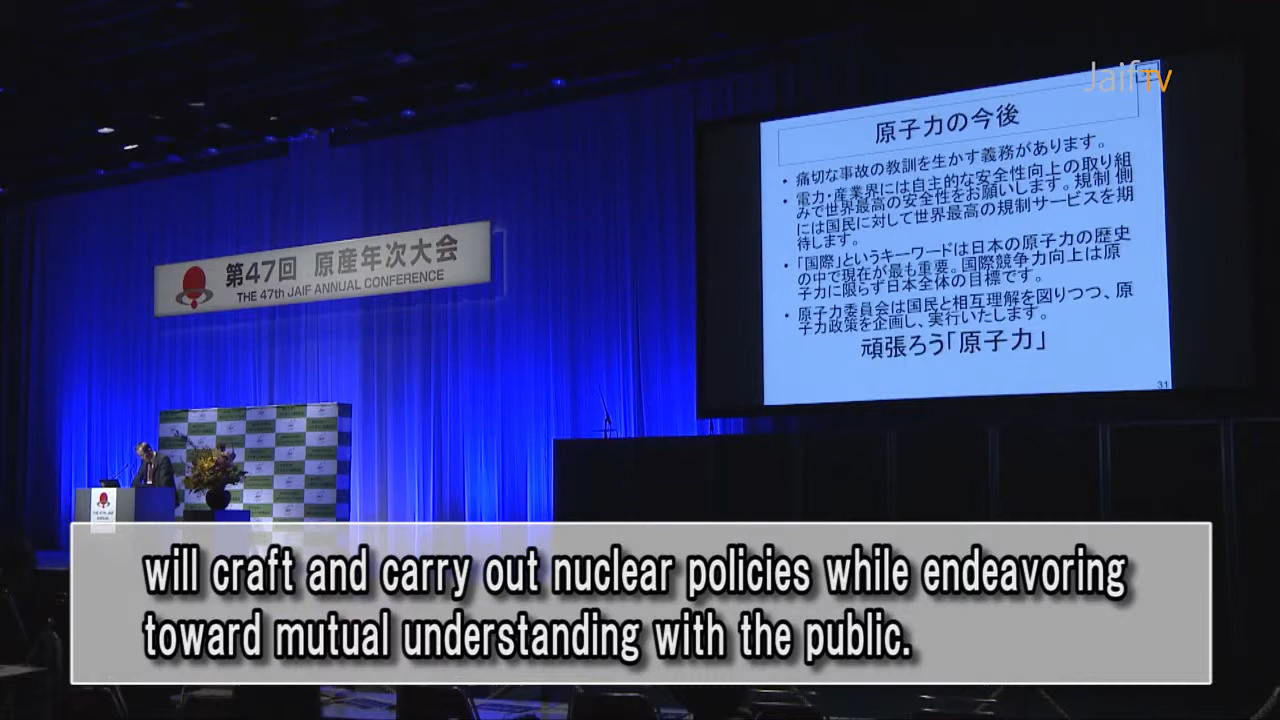 JaifTV
原子力の今後
• 痛切な事故の教訓を生かす義務があります。
• 電力・産業界には自主的な安全性向上の取り組
みで世界最高の安全性をお願いします。規制側
には国民に対して世界最高の規制サービスを期
待します。
• 「国際」というキーワードは日本の原子力の歴史
の中で現在が最も重要。国際競争力向上は原
子力に限らず日本全体の目標です。
• 原子力委員会は国民と相互理解を図りつつ、原
子力政策を企画し、実行いたします。
頑張ろう「原子力」
31
第47回 原産年次大会
THE 47th JAIF ANNUAL CONFERENCE
THE 47th JAIF
ANNUAL
will craft and carry out nuclear policies while endeavoring
toward mutual understanding with the public.